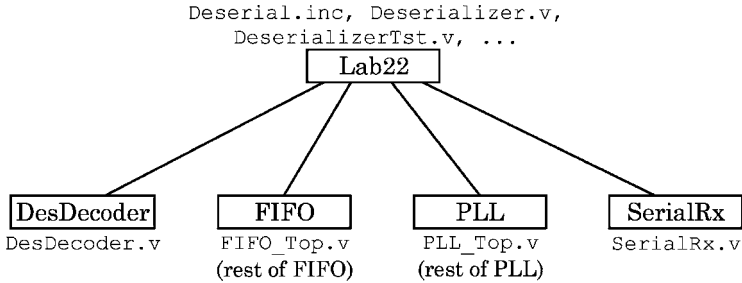 Deserial.inc, Deserializer.v,
DeserializerTst.v, ...
Lab22
DesDecoder FIFO PLL SerialRx
DesDecoder.v FIFO_Top.v PLL_Top.v SerialRx.v
(rest of FIFO) (rest of PLL)